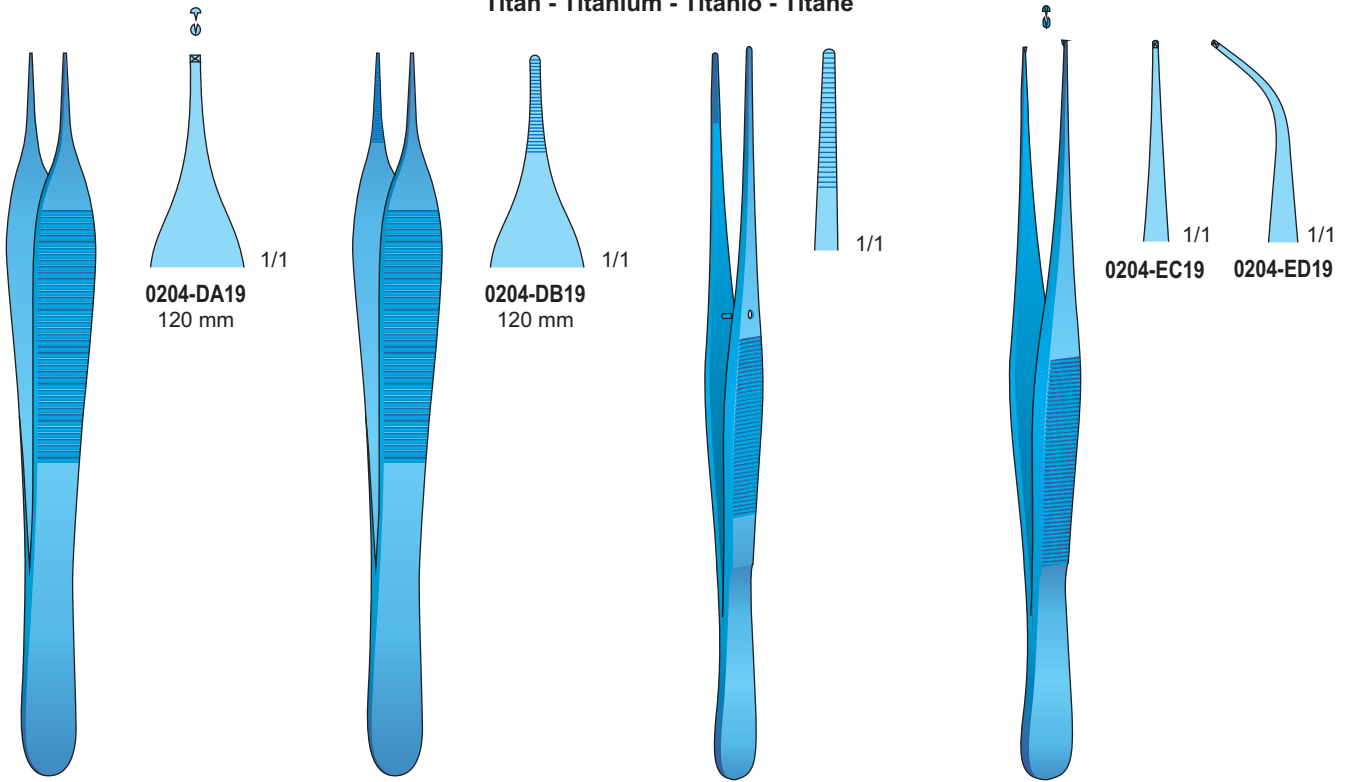 Titan - Titanium - Titanio - Titane
1/1
0204-DA19
120 mm
1/1
0204-DB19
120 mm
1/1
1/1
0204-EC19
1/1
0204-ED19